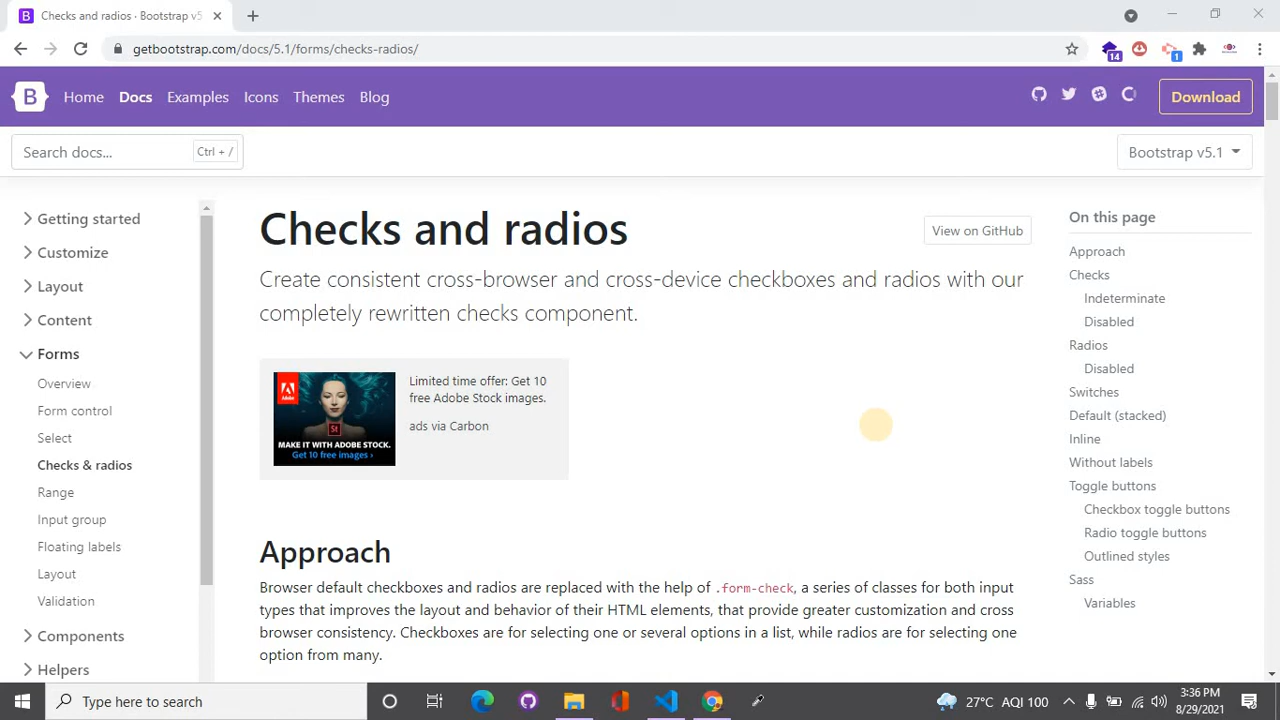 Checks and radios · Bootstrap v5
getbootstrap.com/docs/5.1/forms/checks-radios/
14
1
B Home Docs Examples Icons Themes Blog Download
Search docs... Ctrl + / Bootstrap v5.1
Getting started
Customize
Layout
Content
Forms
Overview
Form control
Select
Checks & radios
Range
Input group
Floating labels
Layout
Validation
Components
Helpers
Checks and radios
View on GitHub
Create consistent cross-browser and cross-device checkboxes and radios with our
completely rewritten checks component.
Adobe
St
MAKE IT WITH ADOBE STOCK.
Get 10 free images ›
Limited time offer: Get 10
free Adobe Stock images.
ads via Carbon
Approach
Browser default checkboxes and radios are replaced with the help of .form-check, a series of classes for both input
types that improves the layout and behavior of their HTML elements, that provide greater customization and cross
browser consistency. Checkboxes are for selecting one or several options in a list, while radios are for selecting one
option from many.
On this page
Approach
Checks
Indeterminate
Disabled
Radios
Disabled
Switches
Default (stacked)
Inline
Without labels
Toggle buttons
Checkbox toggle buttons
Radio toggle buttons
Outlined styles
Sass
Variables
Type here to search
27°C AQI 100
3:36 PM
8/29/2021